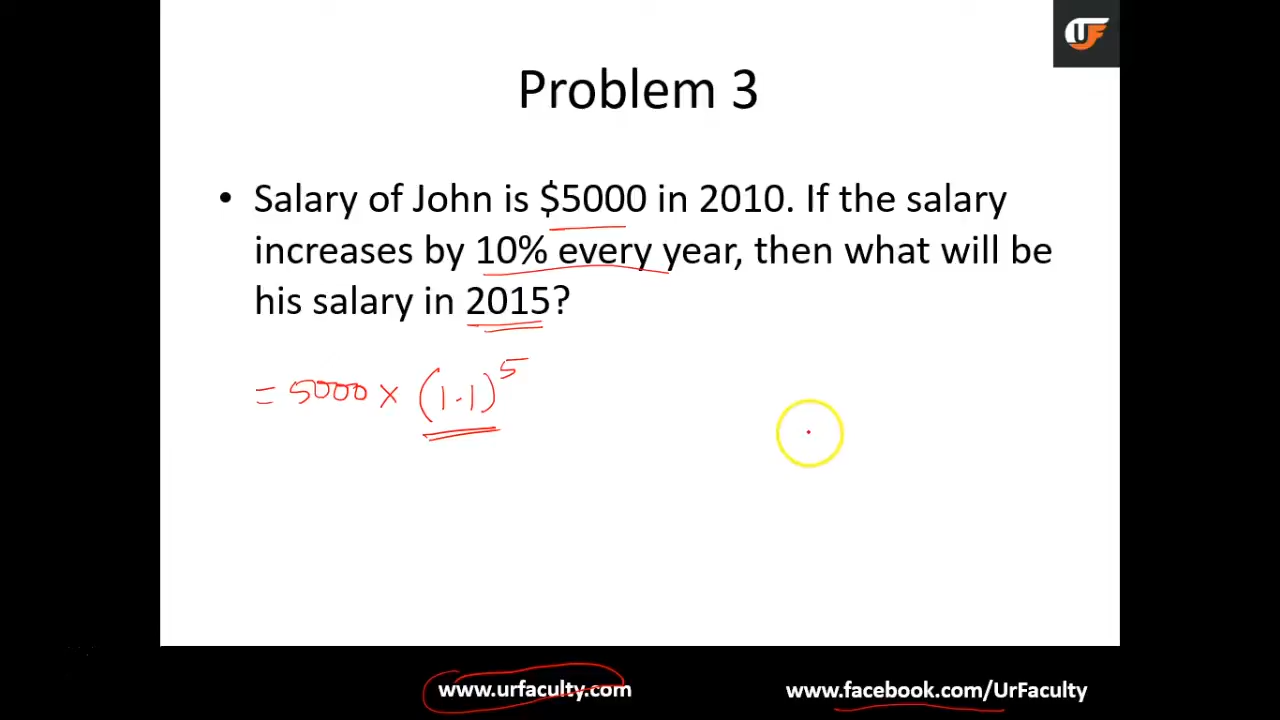 UF
Problem 3
• Salary of John is $5000 in 2010. If the salary
increases by 10% every year, then what will be
his salary in 2015?
= 5000 × (1.1)^5
www.urfaculty.com
www.facebook.com/UrFaculty